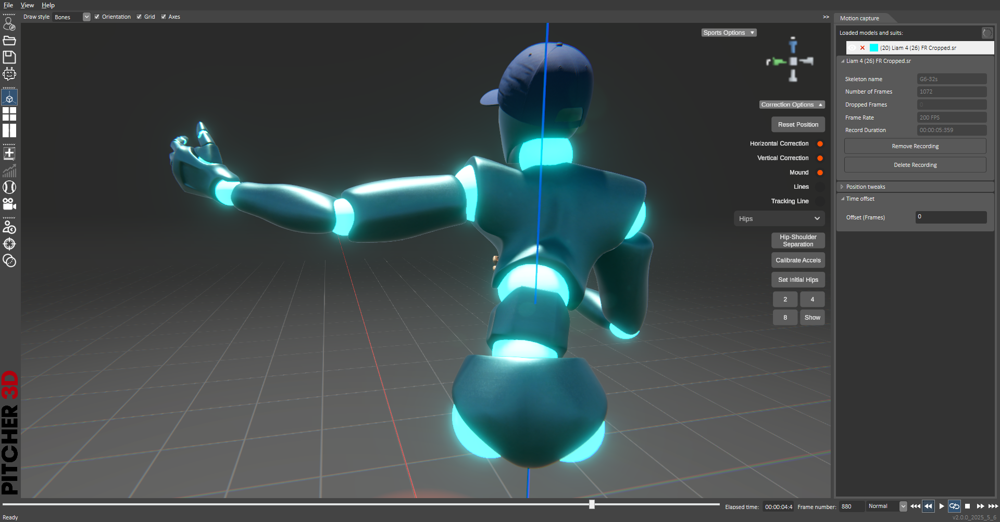 File View Help
Draw style Bones Orientation Grid Axes >>
Sports Options
Correction Options
Reset Position
Horizontal Correction
Vertical Correction
Mound
Lines
Tracking Line
Hips
Hip-Shoulder
Separation
Calibrate Accels
Set Initial Hips
2 4
8 Show
Motion capture
Loaded models and suits:
(20) Liam 4 (26) FR Cropped.sr
Liam 4 (26) FR Cropped.sr
Skeleton name G6-32s
Number of Frames 1072
Dropped Frames 0
Frame Rate 200 FPS
Record Duration 00:00:05:359
Remove Recording
Delete Recording
Position tweaks
Time offset
Offset (Frames) 0
PITCHER 3D
Elapsed time: 00:00:04:4 Frame number: 880 Normal
Ready
v2.0.0_2025_5_6